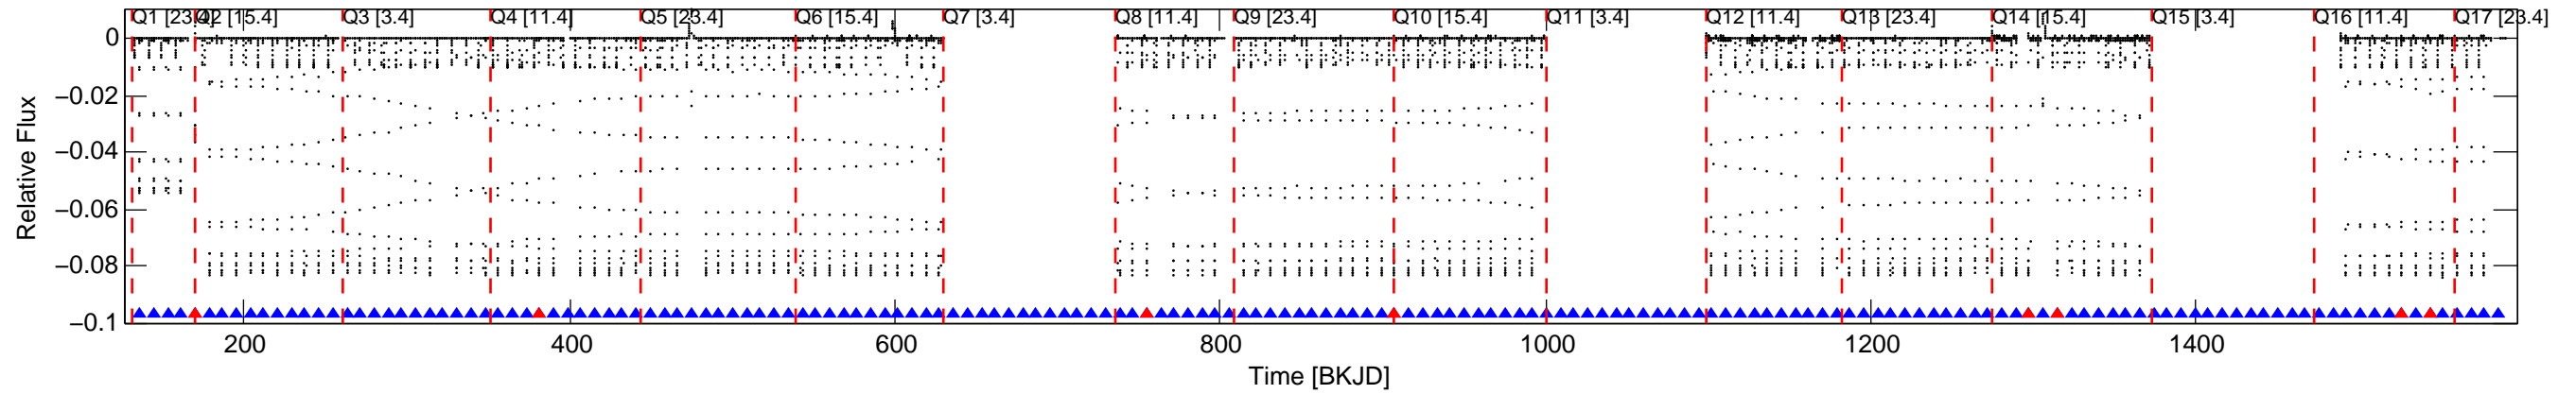 Q1 [23.4] Q2 [15.4] Q3 [3.4] Q4 [11.4] Q5 [23.4] Q6 [15.4] Q7 [3.4] Q8 [11.4] Q9 [23.4] Q10 [15.4] Q11 [3.4] Q12 [11.4] Q13 [23.4] Q14 [15.4] Q15 [3.4] Q16 [11.4] Q17 [23.4]
0
−0.02
−0.04
−0.06
−0.08
−0.1
Relative Flux
200 400 600 800 1000 1200 1400
Time [BKJD]